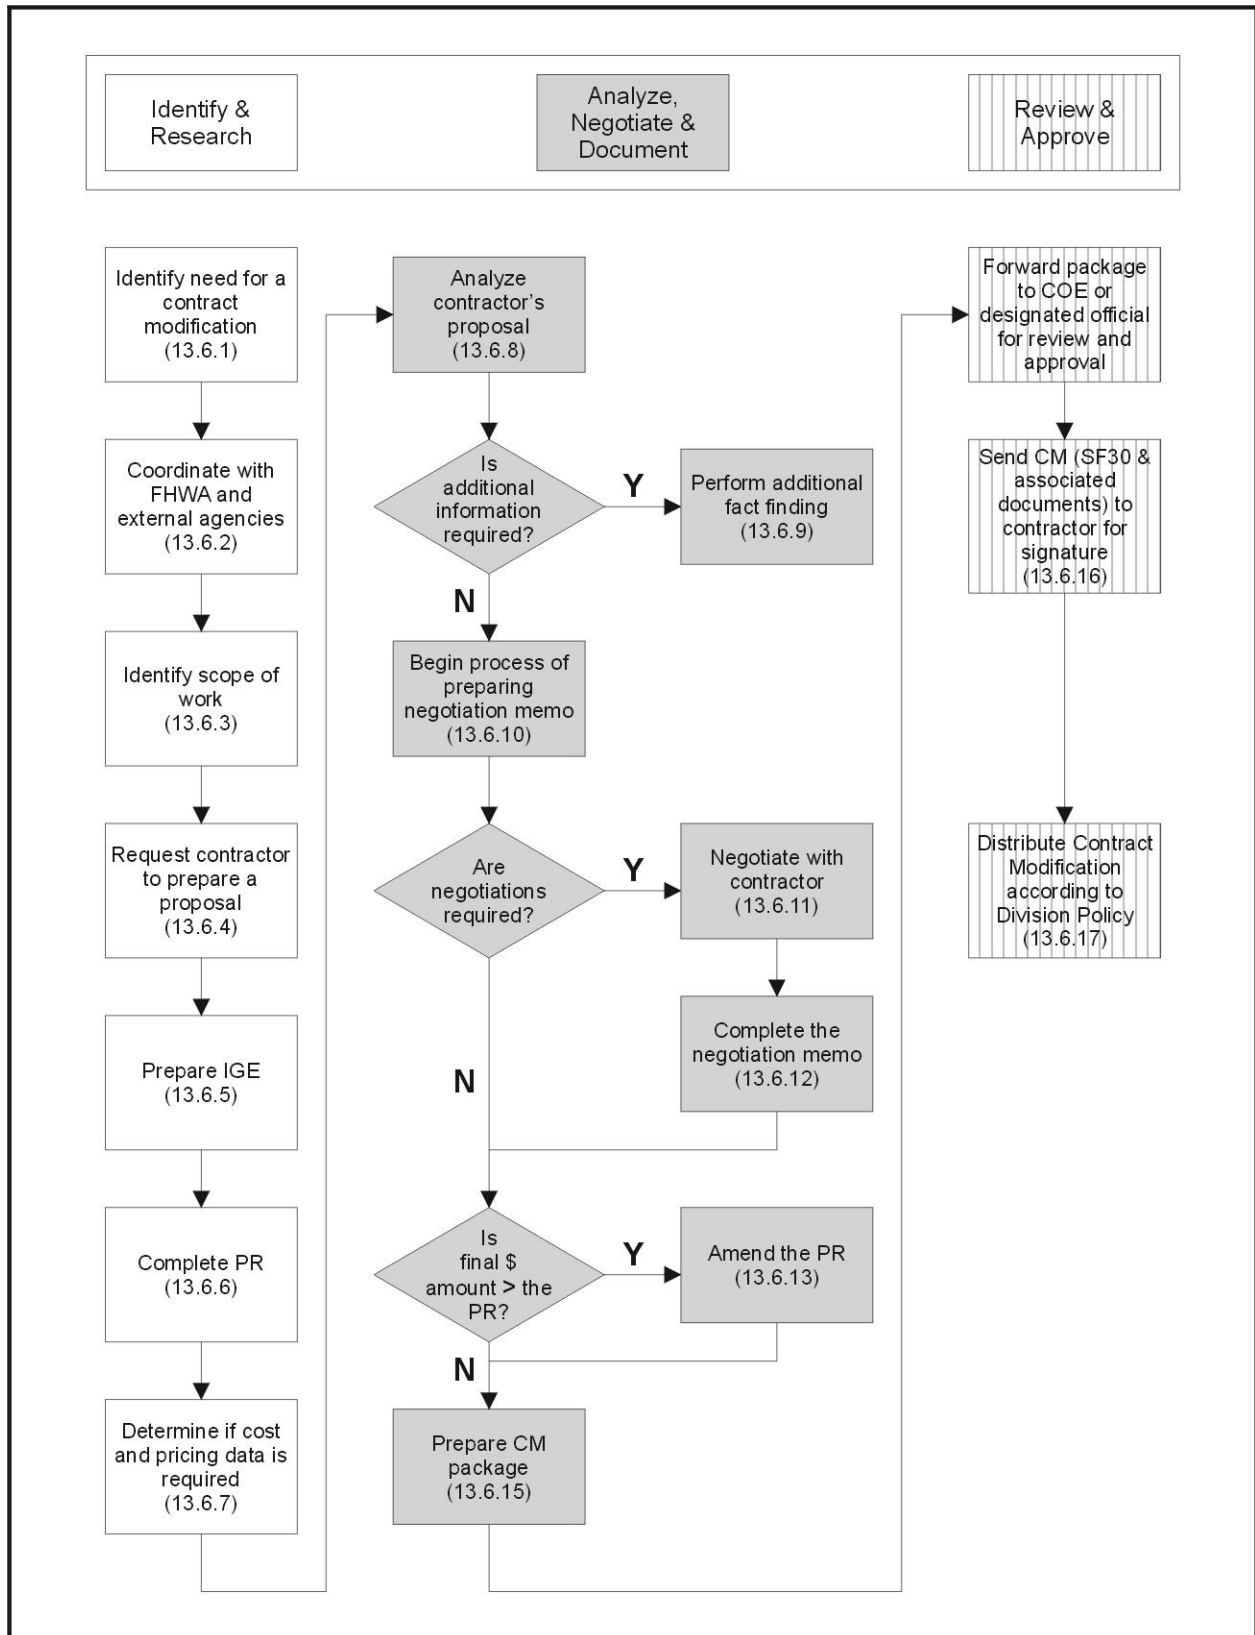 Identify &
Research
Analyze,
Negotiate &
Document
Review &
Approve
Identify need for a
contract
modification
(13.6.1)
Coordinate with
FHWA and
external agencies
(13.6.2)
Identify scope of
work
(13.6.3)
Request contractor
to prepare a
proposal
(13.6.4)
Prepare IGE
(13.6.5)
Complete PR
(13.6.6)
Determine if cost
and pricing data is
required
(13.6.7)
Analyze
contractor's
proposal
(13.6.8)
Is
additional
information
required?
Y
Perform additional
fact finding
(13.6.9)
N
Begin process of
preparing
negotiation memo
(13.6.10)
Are
negotiations
required?
Y
Negotiate with
contractor
(13.6.11)
Complete the
negotiation memo
(13.6.12)
N
Is
final $
amount > the
PR?
Y
Amend the PR
(13.6.13)
N
Prepare CM
package
(13.6.15)
Forward package
to COE or
designated official
for review and
approval
Send CM (SF30 &
associated
documents) to
contractor for
signature
(13.6.16)
Distribute Contract
Modification
according to
Division Policy
(13.6.17)